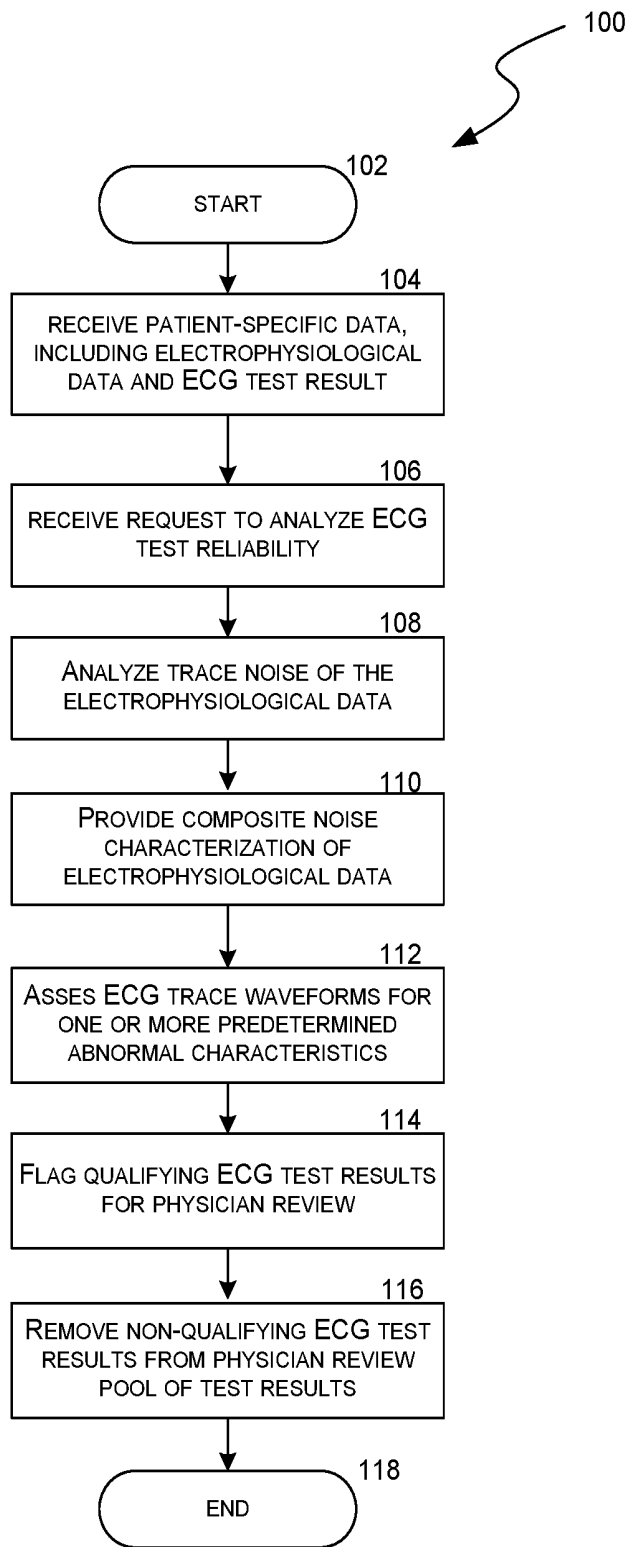 100
102
START
104
RECEIVE PATIENT-SPECIFIC DATA,
INCLUDING ELECTROPHYSIOLOGICAL
DATA AND ECG TEST RESULT
106
RECEIVE REQUEST TO ANALYZE ECG
TEST RELIABILITY
108
ANALYZE TRACE NOISE OF THE
ELECTROPHYSIOLOGICAL DATA
110
PROVIDE COMPOSITE NOISE
CHARACTERIZATION OF
ELECTROPHYSIOLOGICAL DATA
112
ASSES ECG TRACE WAVEFORMS FOR
ONE OR MORE PREDETERMINED
ABNORMAL CHARACTERISTICS
114
FLAG QUALIFYING ECG TEST RESULTS
FOR PHYSICIAN REVIEW
116
REMOVE NON-QUALIFYING ECG TEST
RESULTS FROM PHYSICIAN REVIEW
POOL OF TEST RESULTS
118
END